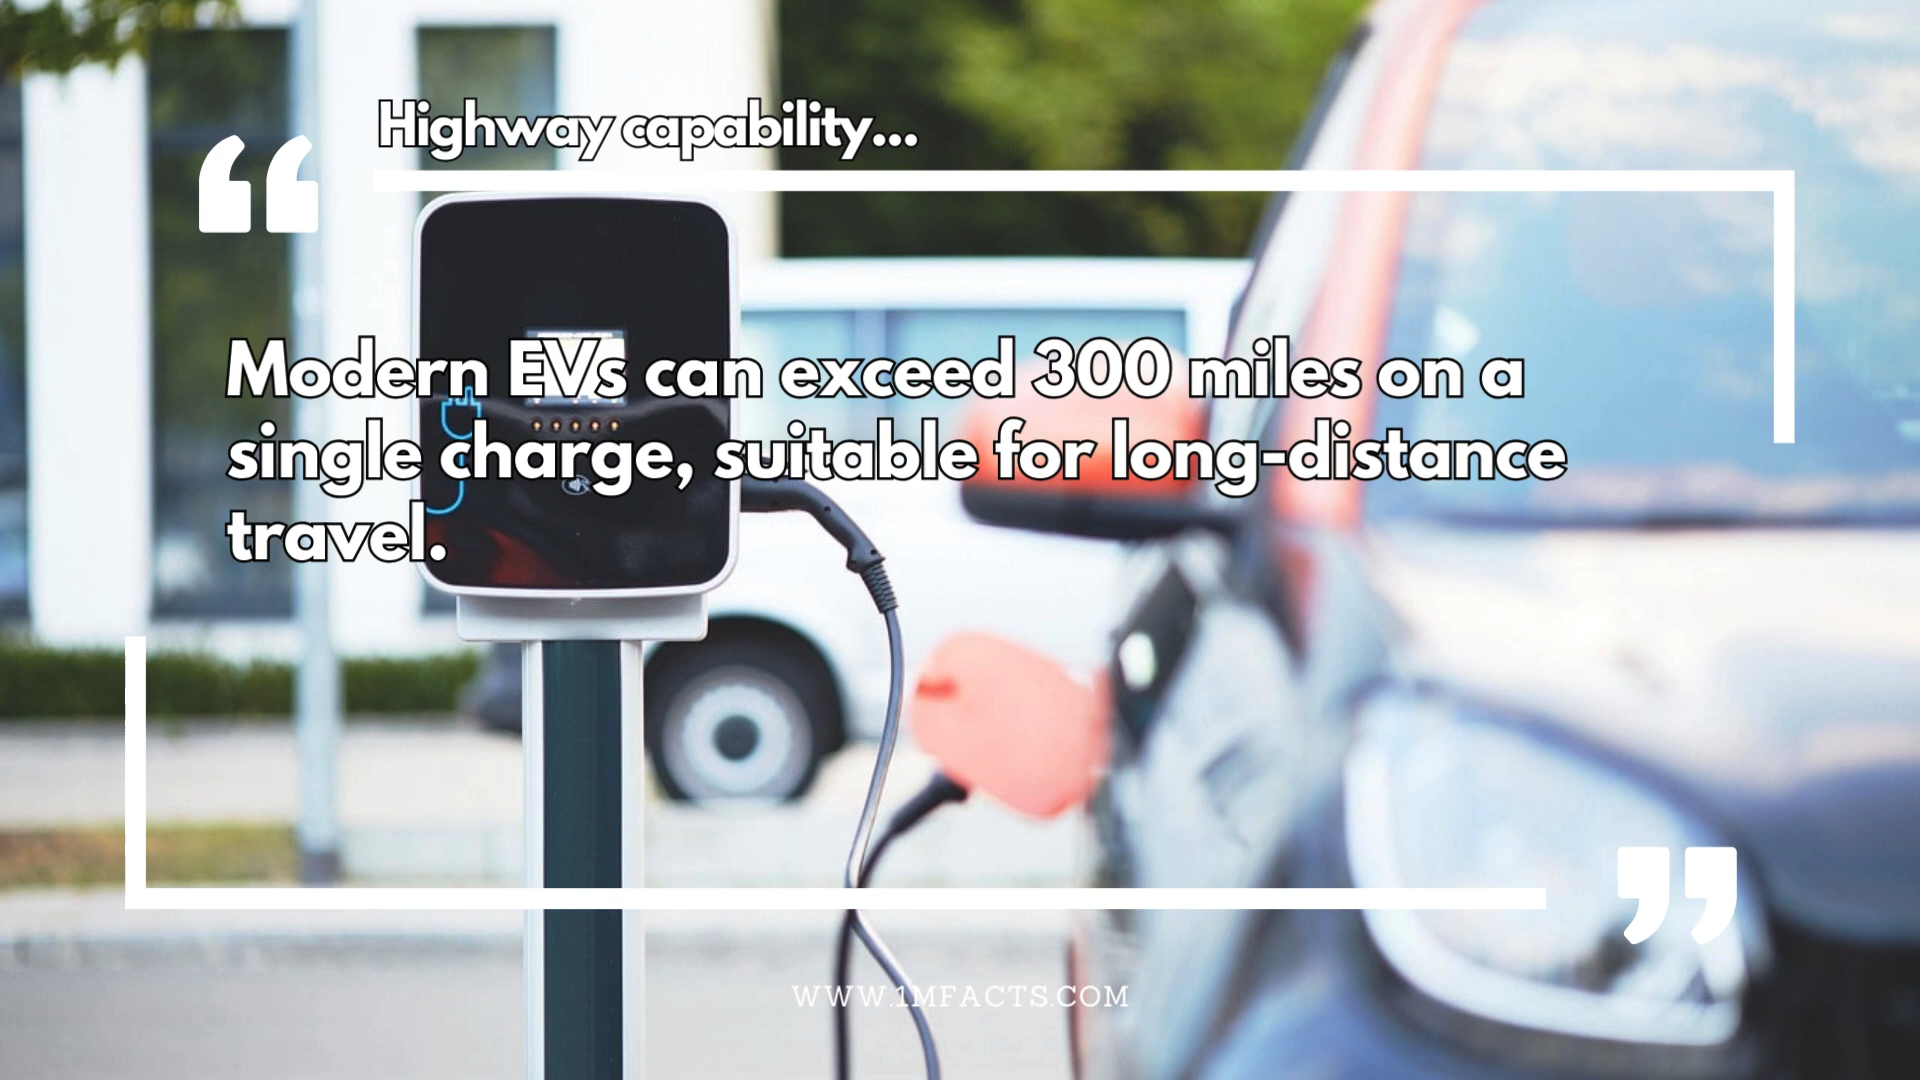 Highway capability...
Modern EVs can exceed 300 miles on a
single charge, suitable for long-distance
travel.
WWW.1MFACTS.COM